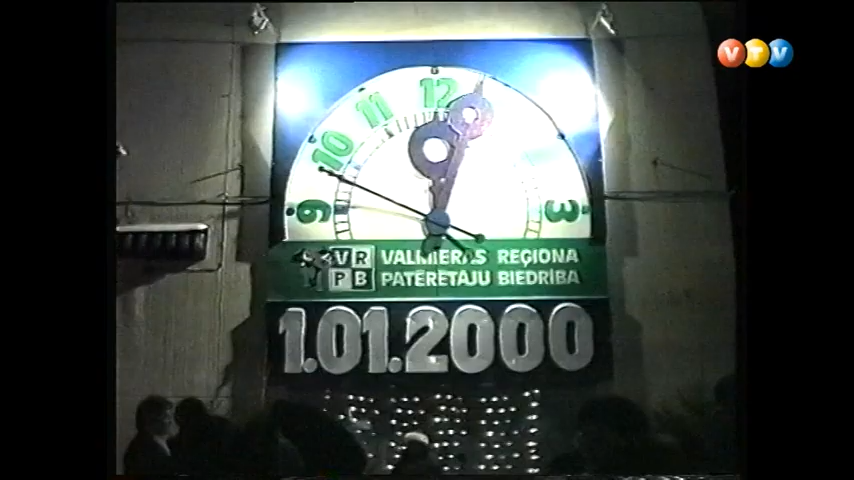 VTV
12
11
10
9
3
VR
PB
VALMIERAS REĢIONA
PATĒRĒTĀJU BIEDRĪBA
1.01.2000